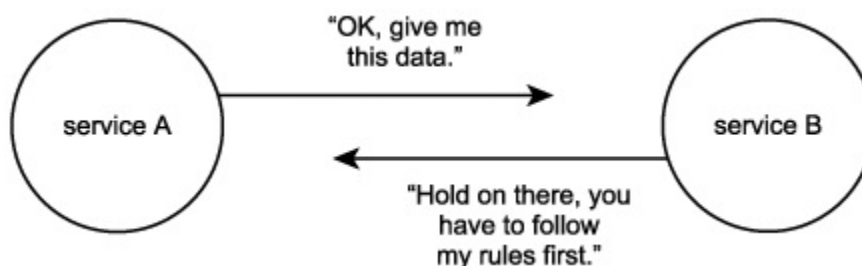 “OK, give me
this data.”
service A
service B
“Hold on there, you
have to follow
my rules first.”